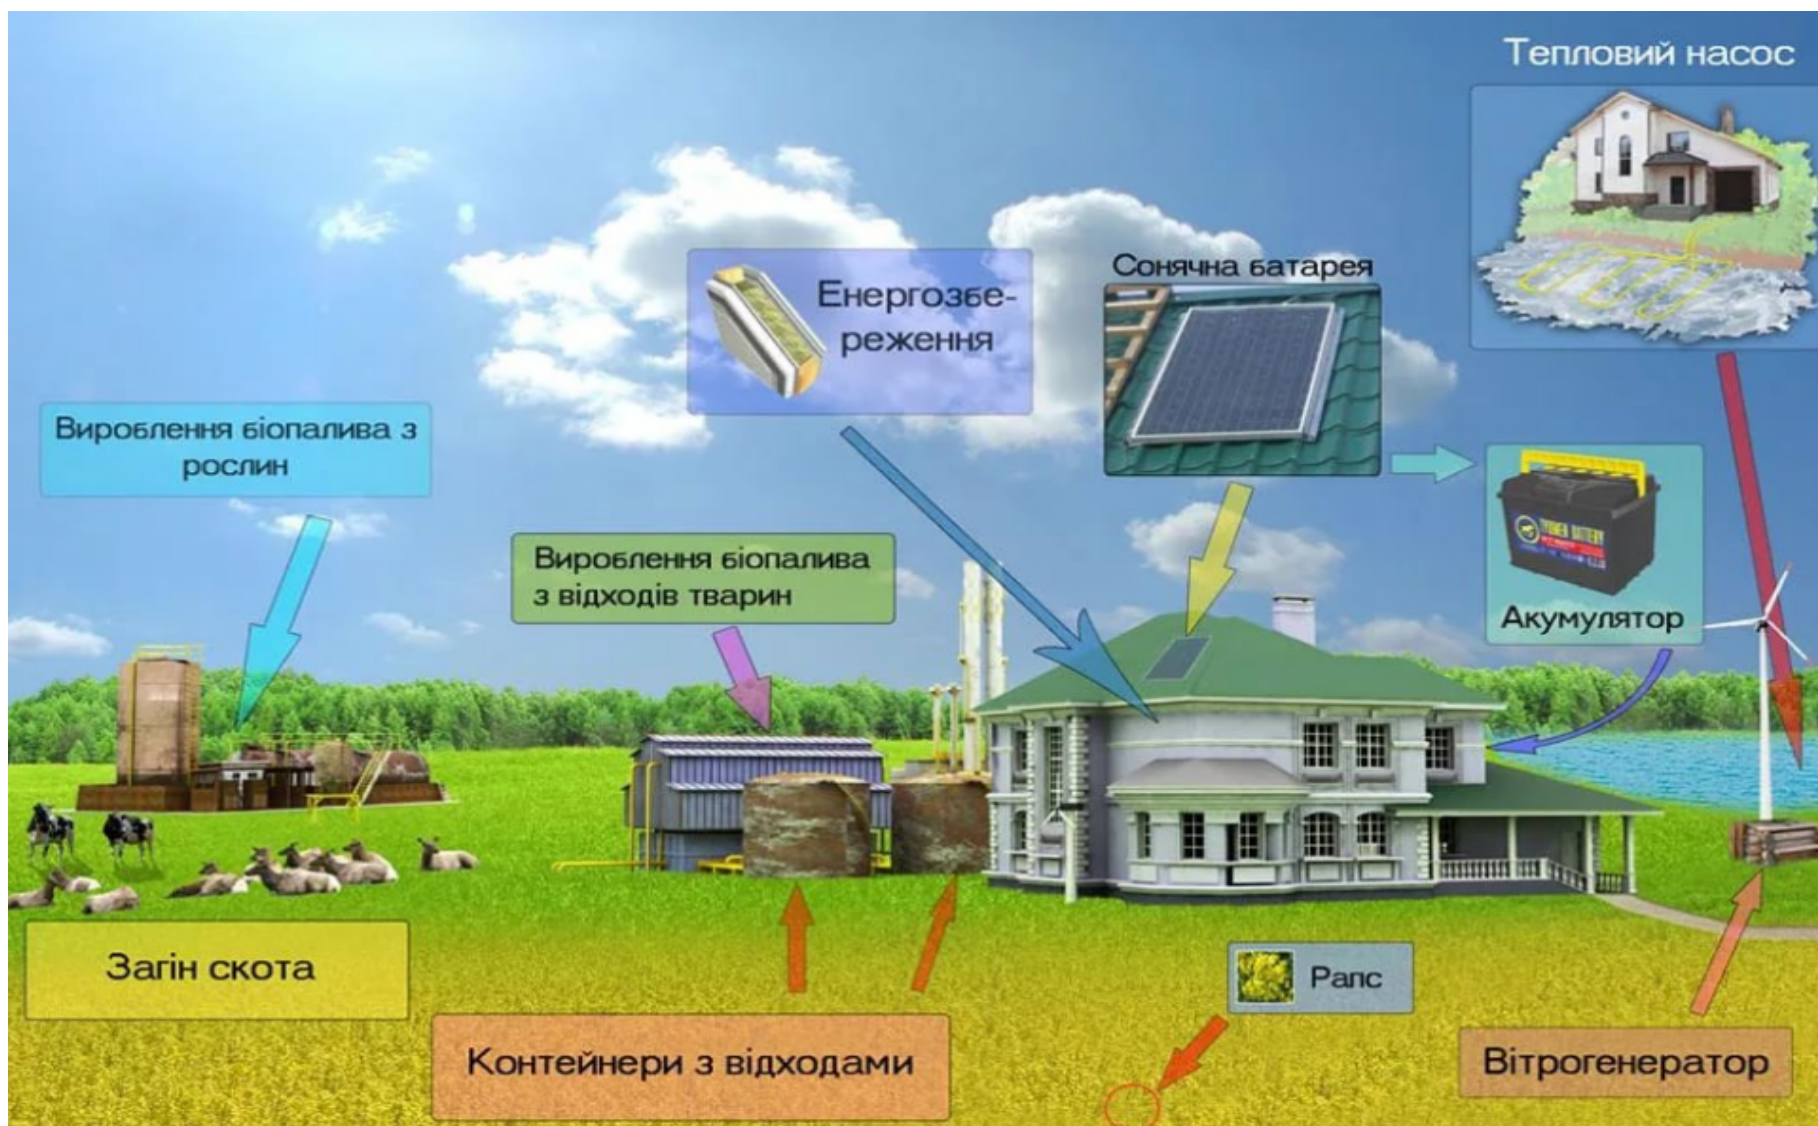 Тепловий насос
Сонячна батарея
Енергозбе-
реження
Вироблення біопалива з
рослин
Вироблення біопалива
з відходів тварин
Акумулятор
Загін скота
Рапс
Контейнери з відходами
Вітрогенератор